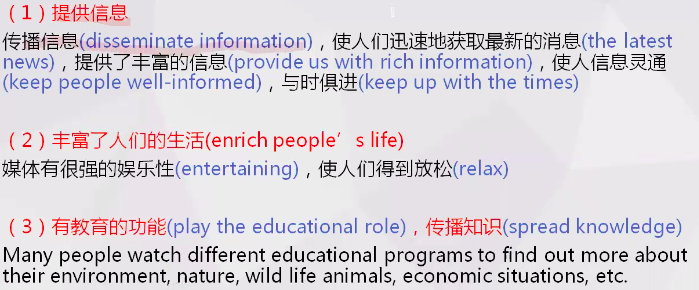 （1）提供信息
传播信息(disseminate information)，使人们迅速地获取最新的消息(the latest
news)，提供了丰富的信息(provide us with rich information)，使人信息灵通
(keep people well-informed)，与时俱进(keep up with the times)
（2）丰富了人们的生活(enrich people’s life)
媒体有很强的娱乐性(entertaining)，使人们得到放松(relax)
（3）有教育的功能(play the educational role)，传播知识(spread knowledge)
Many people watch different educational programs to find out more about
their environment, nature, wild life animals, economic situations, etc.